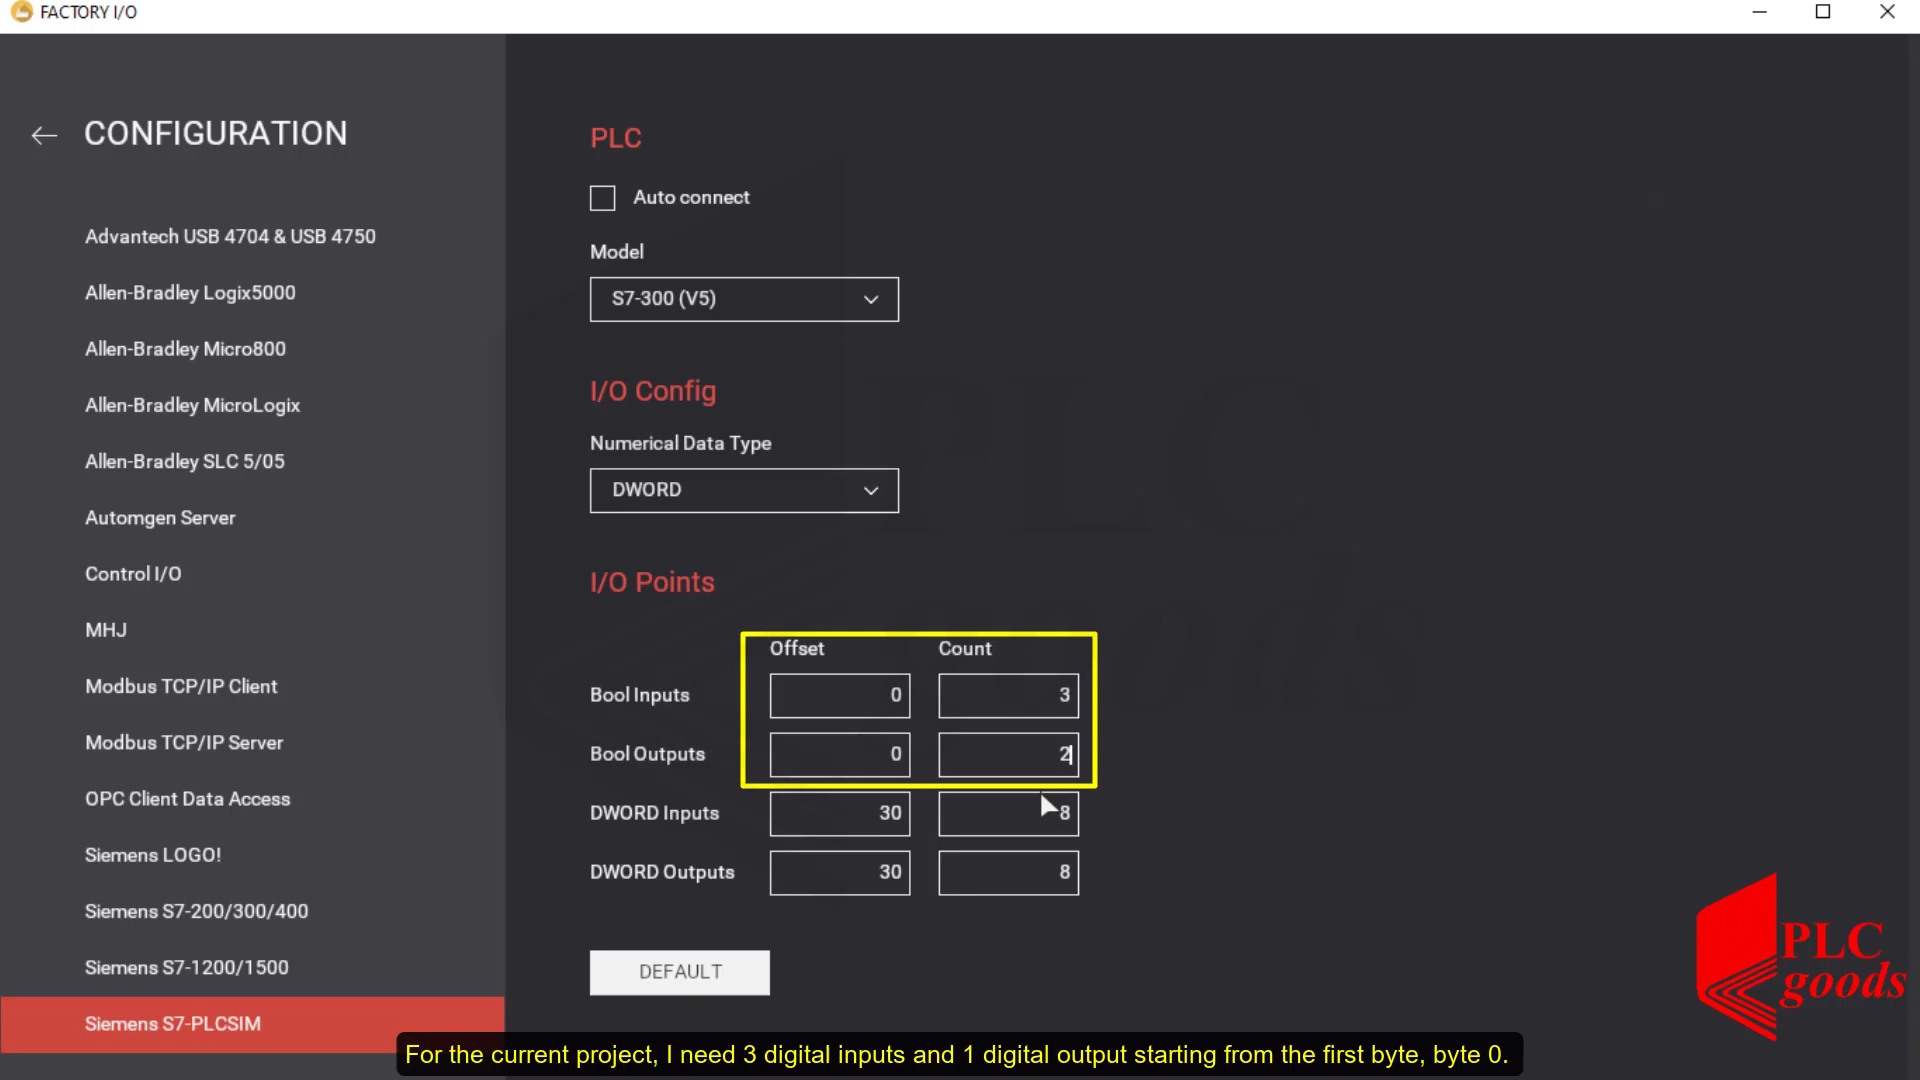 FACTORY I/O
CONFIGURATION
Advantech USB 4704 & USB 4750
Allen-Bradley Logix5000
Allen-Bradley Micro800
Allen-Bradley MicroLogix
Allen-Bradley SLC 5/05
Automgen Server
Control I/O
MHJ
Modbus TCP/IP Client
Modbus TCP/IP Server
OPC Client Data Access
Siemens LOGO!
Siemens S7-200/300/400
Siemens S7-1200/1500
Siemens S7-PLCSIM
PLC
Auto connect
Model
S7-300 (V5)
I/O Config
Numerical Data Type
DWORD
I/O Points
Offset Count
Bool Inputs 0 3
Bool Outputs 0 2
DWORD Inputs 30 8
DWORD Outputs 30 8
DEFAULT
PLC
goods
PLC
goods
For the current project, I need 3 digital inputs and 1 digital output starting from the first byte, byte 0.